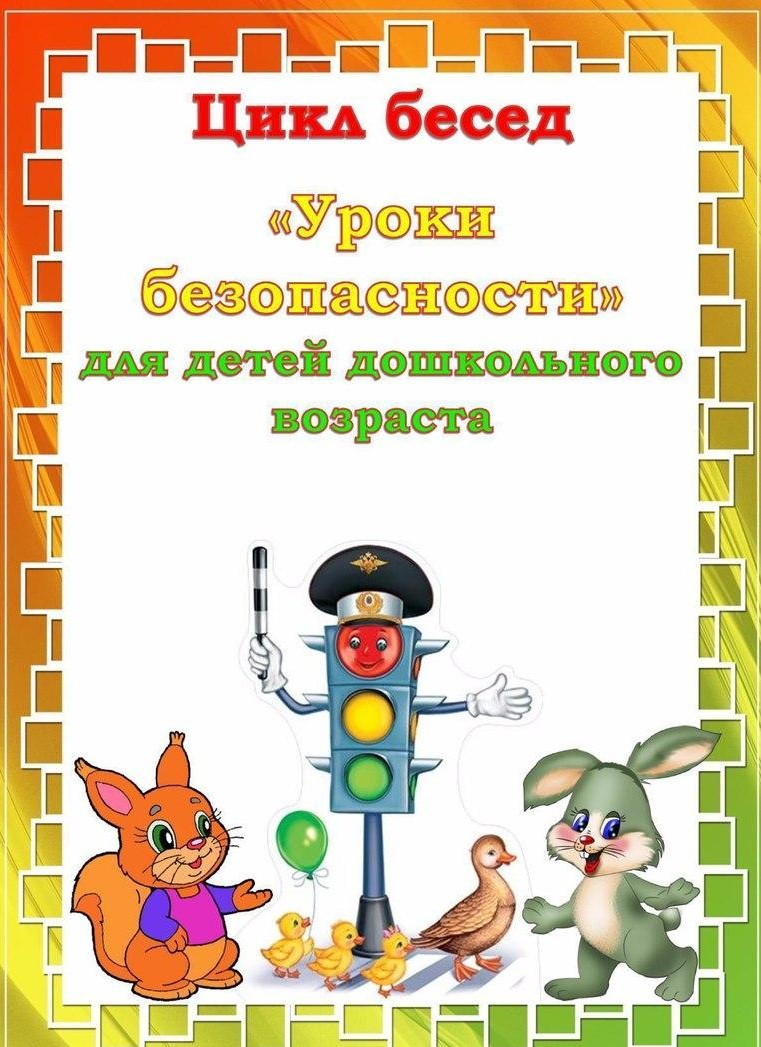 Цикл бесед
«Уроки
безопасности»
для детей дошкольного
возраста